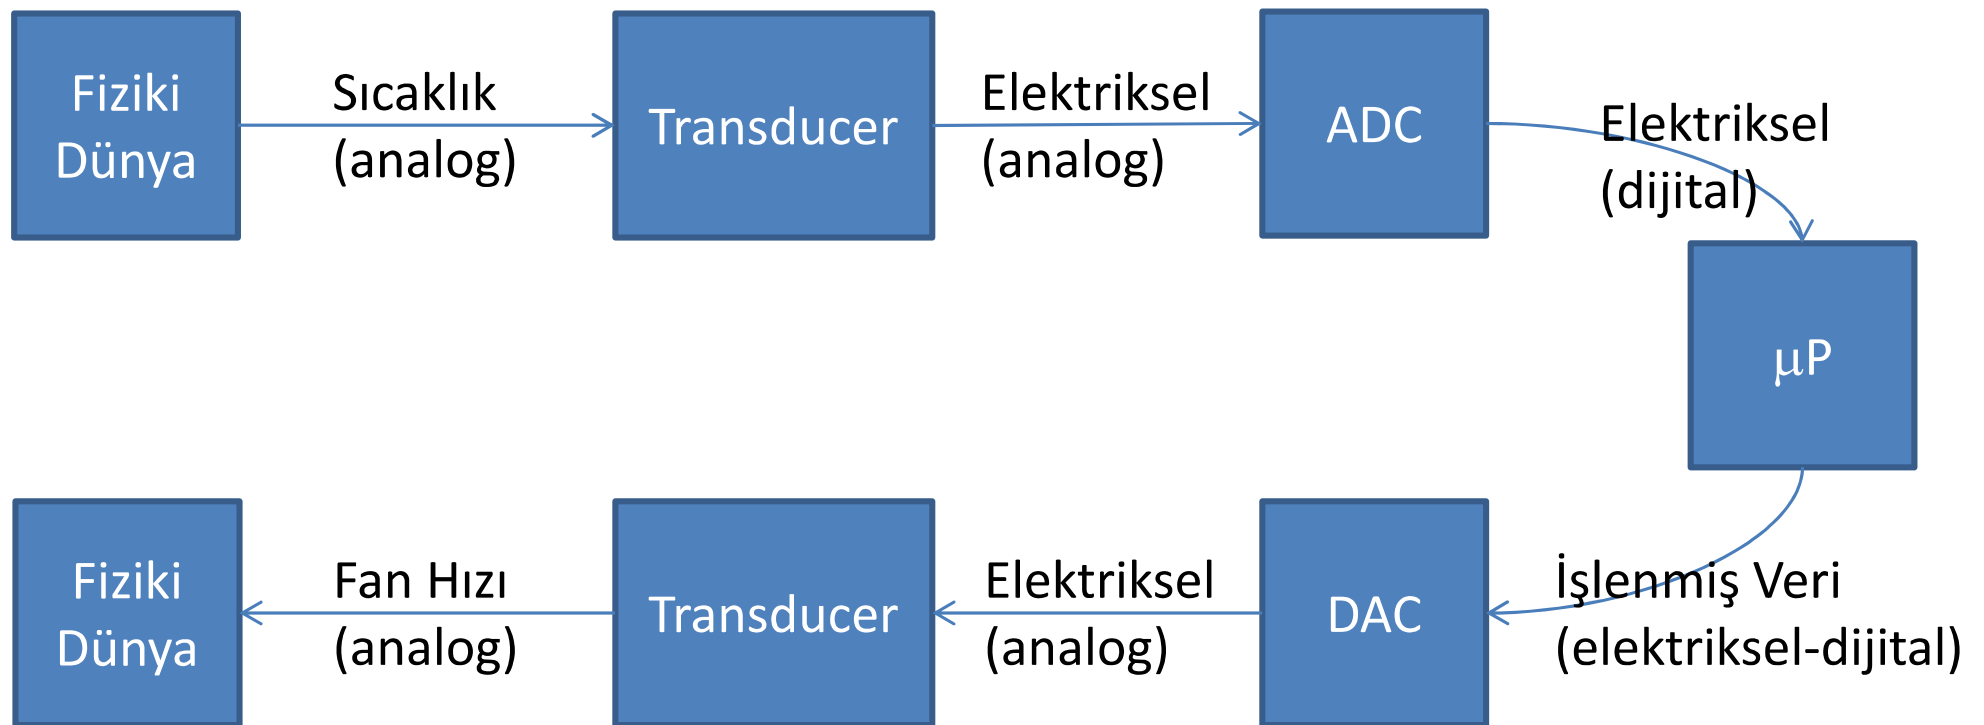 Fiziki
Dünya
Sıcaklık
(analog)
Transducer
Elektriksel
(analog)
ADC
Elektriksel
(dijital)
μP
Fiziki
Dünya
Fan Hızı
(analog)
Transducer
Elektriksel
(analog)
DAC
İşlenmiş Veri
(elektriksel-dijital)